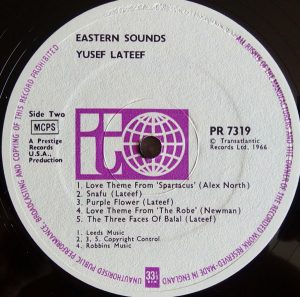 EASTERN SOUNDS
YUSEF LATEEF
Side Two
MCPS
A Prestige
Records
U.S.A.,
Production
PR 7319
℗ Transatlantic
Records Ltd., 1966
1. Love Theme From 'Spartacus' (Alex North)
2. Snafu (Lateef)
3. Purple Flower (Lateef)
4. Love Theme From 'The Robe' (Newman)
5. The Three Faces Of Balal (Lateef)
1. Leeds Music
2, 3, 5. Copyright Control
4. Robbins Music
33⅓
ALL RIGHTS OF THE MANUFACTURER AND THE OWNER OF THE RECORDED WORK RESERVED—MADE IN ENGLAND
UNAUTHORISED PUBLIC PERFORMANCE, BROADCASTING AND COPYING OF THIS RECORD PROHIBITED